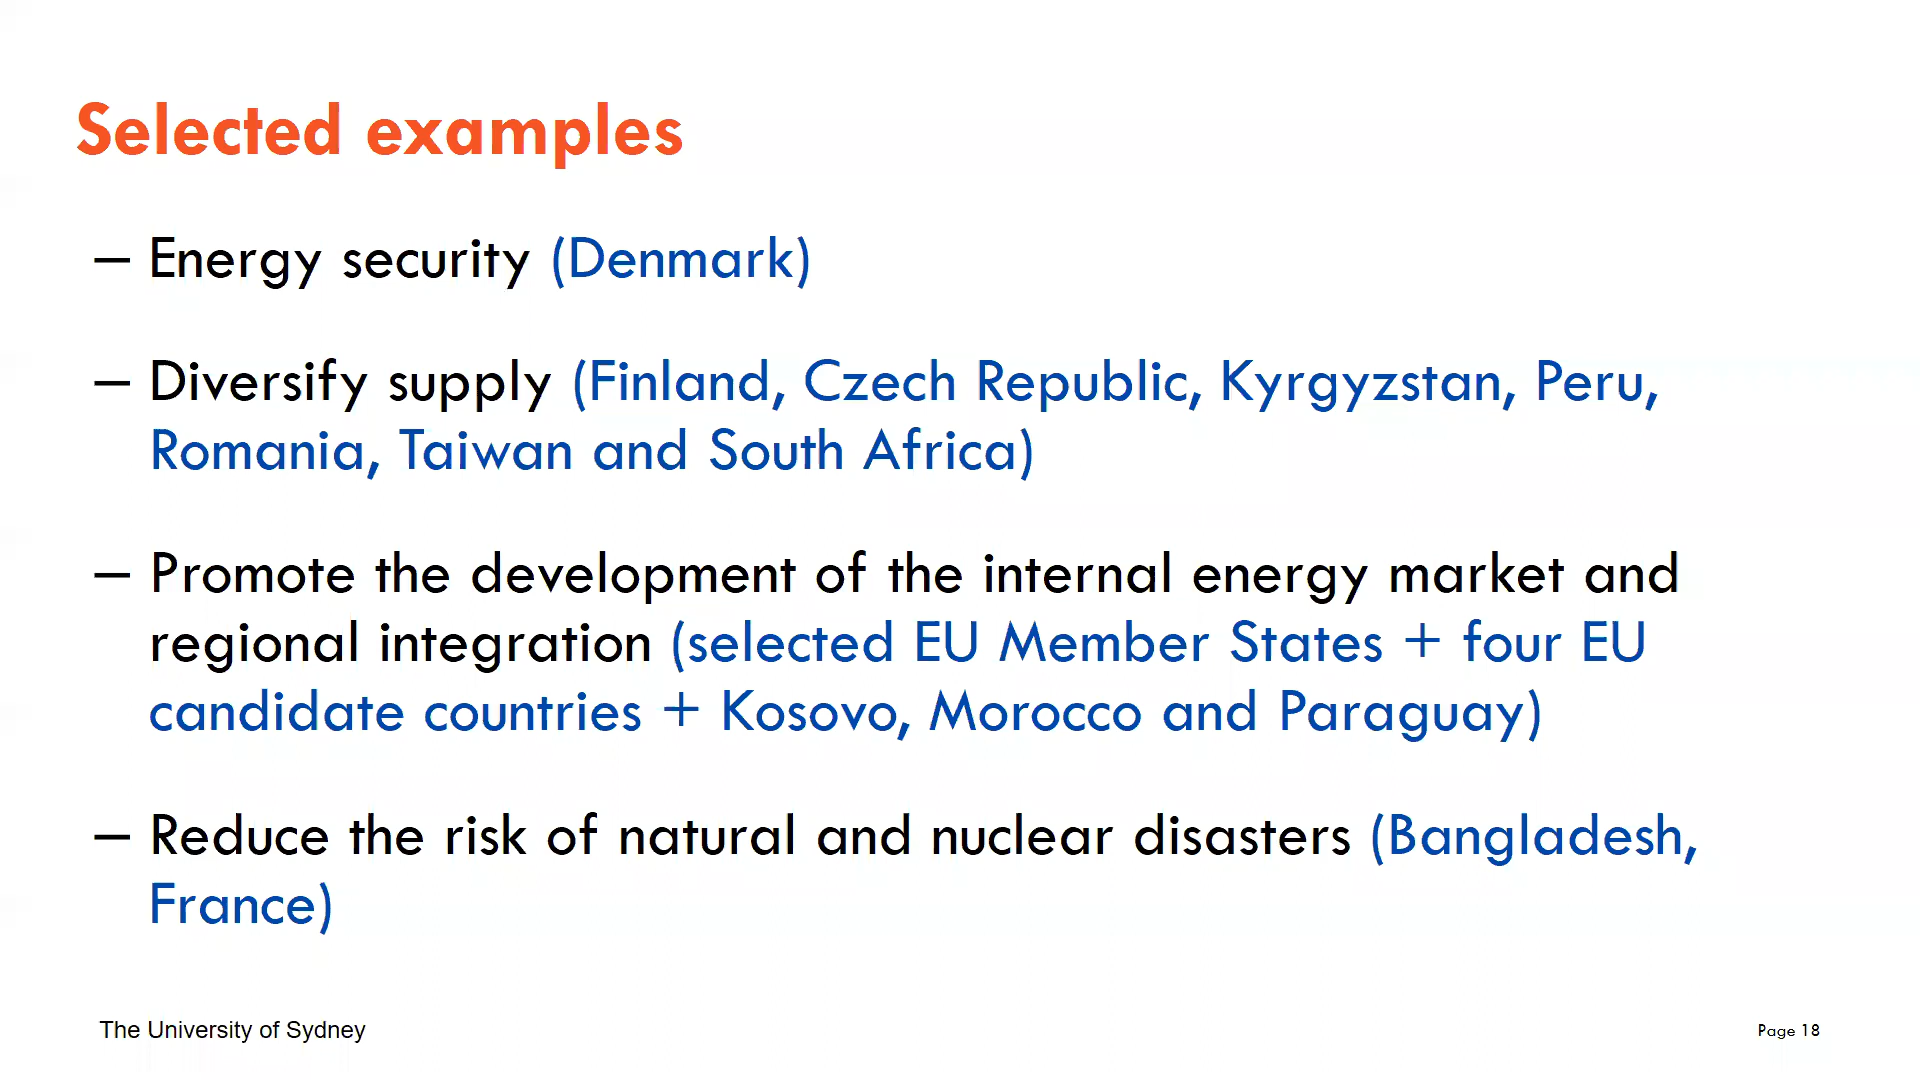 Selected examples
– Energy security (Denmark)
– Diversify supply (Finland, Czech Republic, Kyrgyzstan, Peru,
Romania, Taiwan and South Africa)
– Promote the development of the internal energy market and
regional integration (selected EU Member States + four EU
candidate countries + Kosovo, Morocco and Paraguay)
– Reduce the risk of natural and nuclear disasters (Bangladesh,
France)
The University of Sydney
Page 18